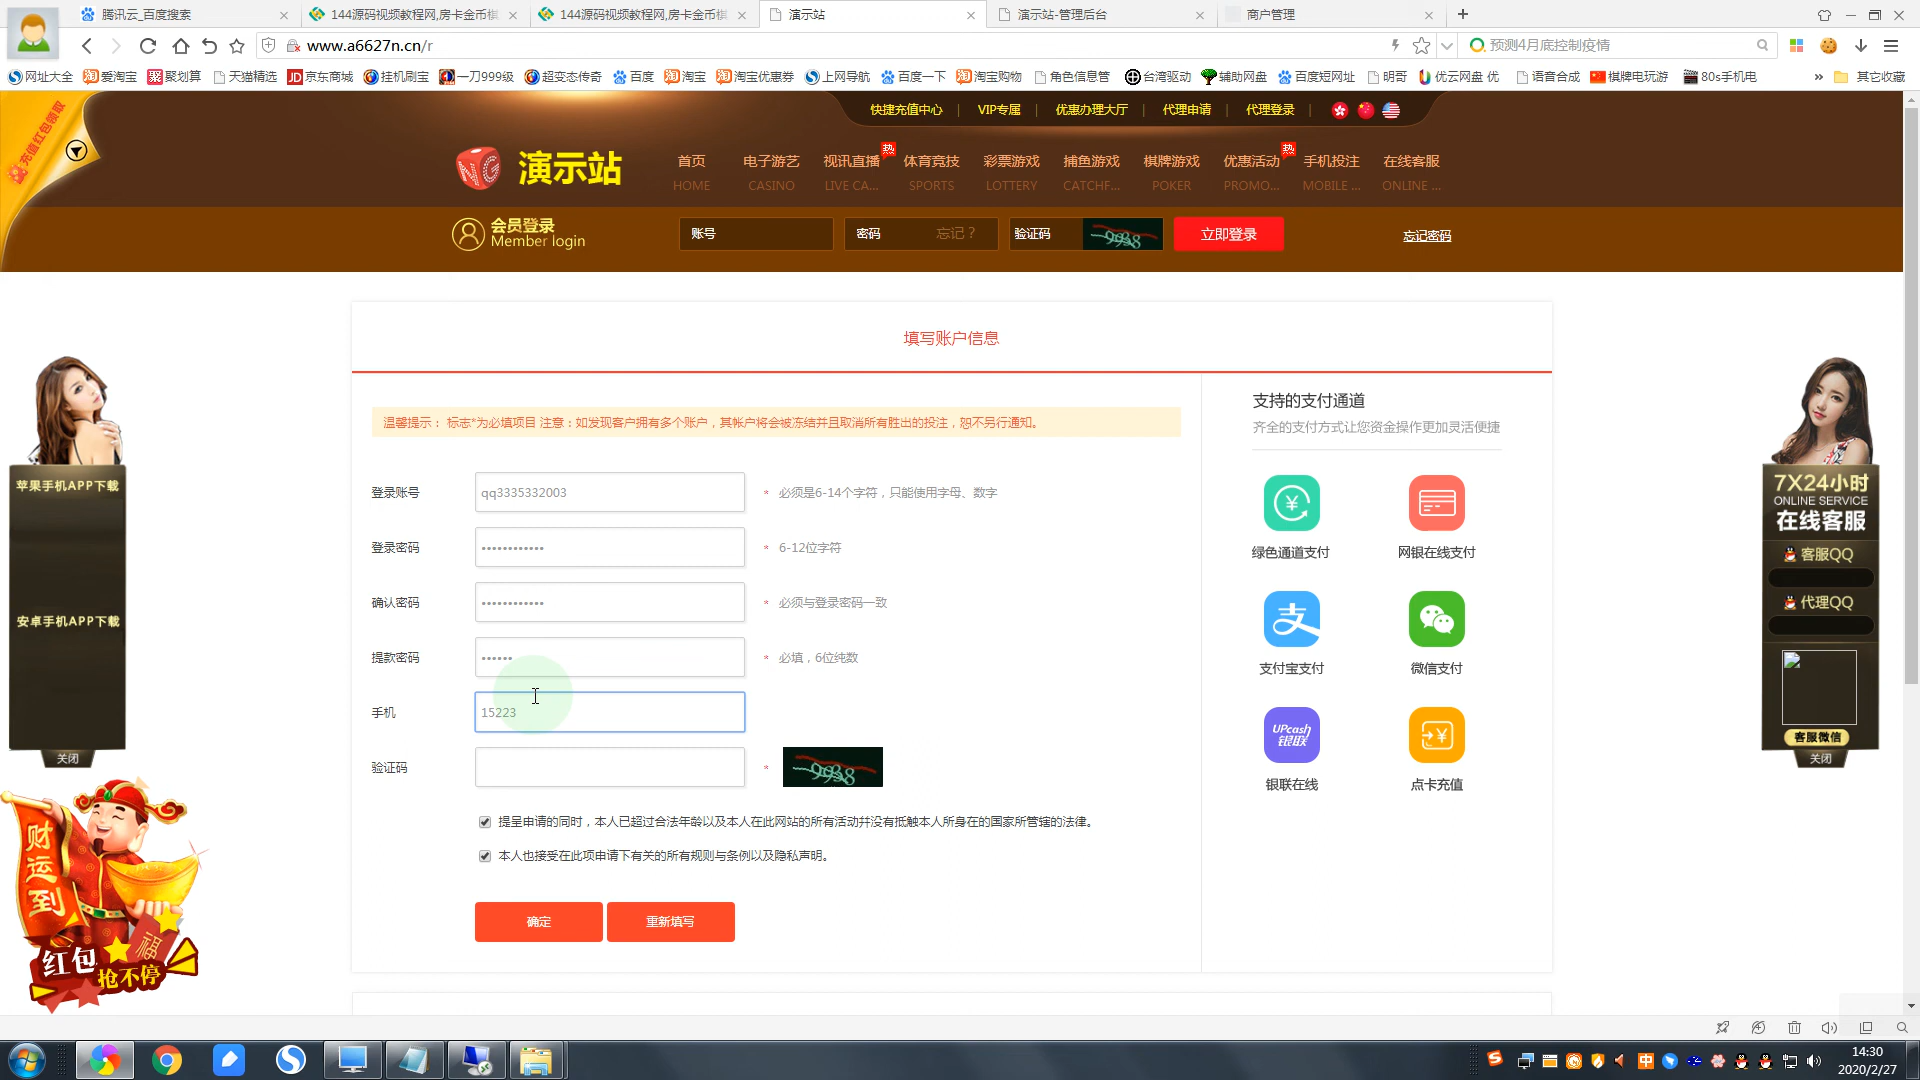 腾讯云_百度搜索
144源码视频教程网,房卡金币棋
144源码视频教程网,房卡金币棋
演示站
演示站-管理后台
商户管理
www.a6627n.cn/r
预测4月底控制疫情
网址大全
爱淘宝
聚划算
天猫精选
京东商城
挂机刷宝
一刀999级
超变态传奇
百度
淘宝
淘宝优惠券
上网导航
百度一下
淘宝购物
角色信息管
台湾驱动
辅助网盘
百度短网址
明哥
优云网盘 优
语音合成
棋牌电玩游
80s手机电
其它收藏
充值红包领取
快捷充值中心 | VIP专属 | 优惠办理大厅 | 代理申请 | 代理登录 |
演示站
首页 电子游艺 视讯直播 热 体育竞技 彩票游戏 捕鱼游戏 棋牌游戏 优惠活动 热 手机投注 在线客服
HOME CASINO LIVE CA... SPORTS LOTTERY CATCHF... POKER PROMO... MOBILE ... ONLINE ...
会员登录
Member login
账号
密码
忘记？
验证码
9938
立即登录
忘记密码
填写账户信息
温馨提示： 标志*为必填项目 注意：如发现客户拥有多个账户，其帐户将会被冻结并且取消所有胜出的投注，恕不另行通知。
登录账号 qq3335332003 * 必须是6-14个字符，只能使用字母、数字
登录密码 •••••••••••• * 6-12位字符
确认密码 •••••••••••• * 必须与登录密码一致
提款密码 •••••• * 必填，6位纯数
手机 15223
验证码 * 9938
提呈申请的同时，本人已超过合法年龄以及本人在此网站的所有活动幷没有抵触本人所身在的国家所管辖的法律。
本人也接受在此项申请下有关的所有规则与条例以及隐私声明。
确定
重新填写
支持的支付通道
齐全的支付方式让您资金操作更加灵活便捷
绿色通道支付
网银在线支付
支付宝支付
微信支付
UPcash
银联
银联在线
点卡充值
苹果手机APP下载
安卓手机APP下载
关闭
财运到
红包
抢不停
福
7X24小时
ONLINE SERVICE
在线客服
客服QQ
代理QQ
客服微信
关闭
中
14:30
2020/2/27